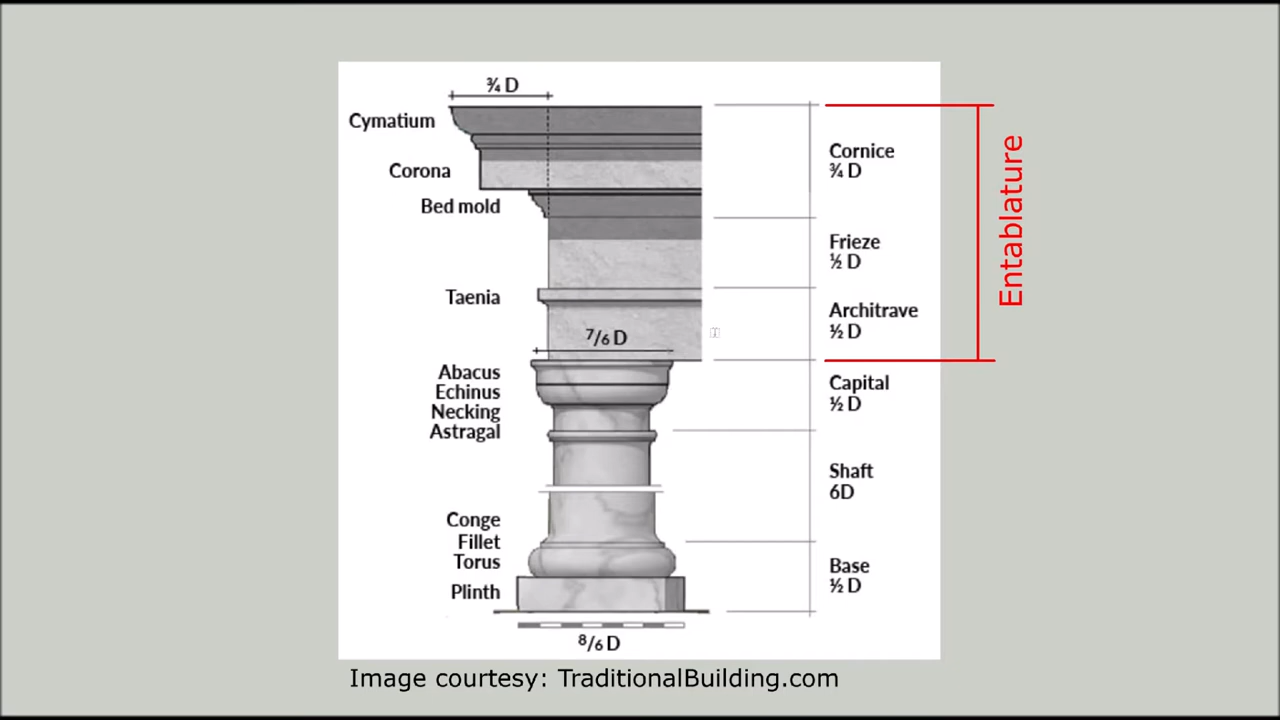 ¾ D
Cymatium
Corona
Bed mold
Taenia
⁷/₆ D
Abacus
Echinus
Necking
Astragal
Conge
Fillet
Torus
Plinth
⁸/₆ D
Cornice
¾ D
Frieze
½ D
Architrave
½ D
Capital
½ D
Shaft
6D
Base
½ D
Entablature
Image courtesy: TraditionalBuilding.com